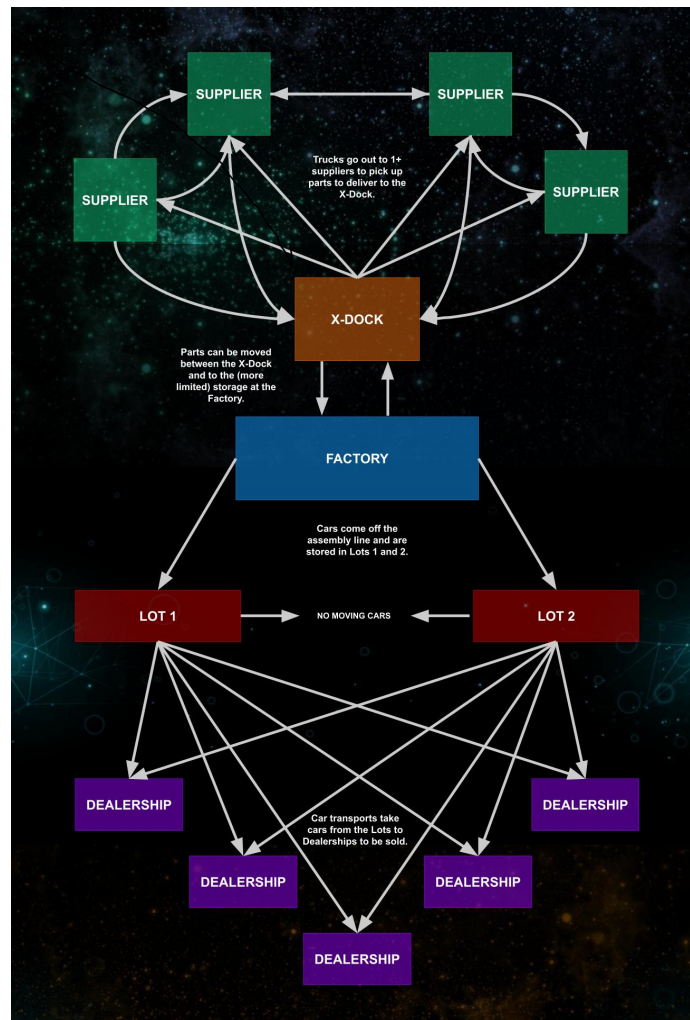 SUPPLIER
SUPPLIER
SUPPLIER
SUPPLIER
Trucks go out to 1+
suppliers to pick up
parts to deliver to the
X-Dock.
X-DOCK
Parts can be moved
between the X-Dock
and to the (more
limited) storage at the
Factory.
FACTORY
Cars come off the
assembly line and are
stored in Lots 1 and 2.
LOT 1
NO MOVING CARS
LOT 2
DEALERSHIP
DEALERSHIP
Car transports take
cars from the Lots to
Dealerships to be sold.
DEALERSHIP
DEALERSHIP
DEALERSHIP